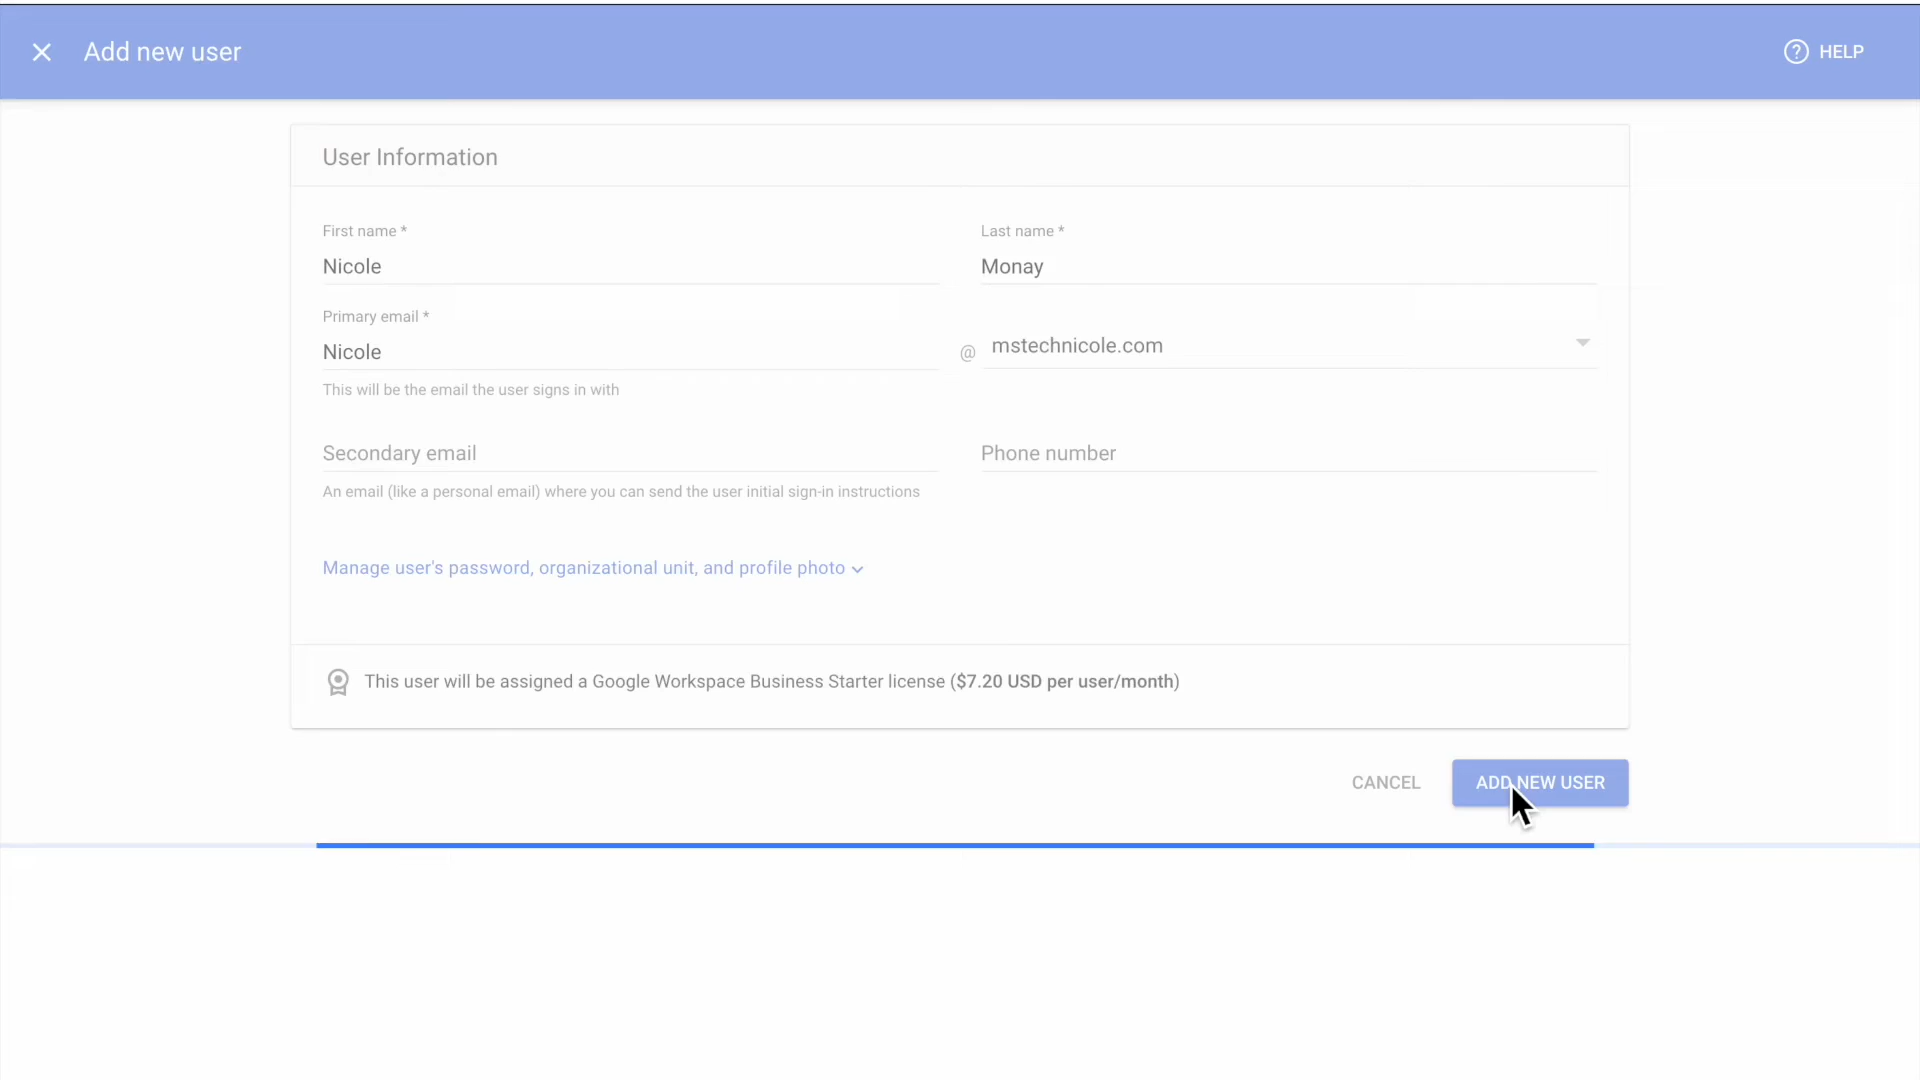 Add new user
HELP
User Information
First name *
Last name *
Nicole
Monay
Primary email *
Nicole
@
mstechnicole.com
This will be the email the user signs in with
Secondary email
Phone number
An email (like a personal email) where you can send the user initial sign-in instructions
Manage user's password, organizational unit, and profile photo
This user will be assigned a Google Workspace Business Starter license ($7.20 USD per user/month)
CANCEL
ADD NEW USER